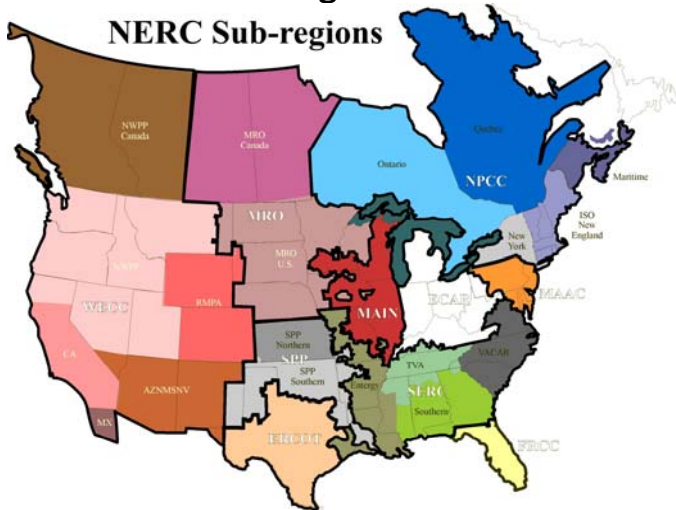 NERC Sub-regions
NWPP
Canada
MRO
Canada
Ontario
Quebec
NPCC
Maritime
ISO
New
England
New
York
MRO
MRO
U.S.
NWPP
WECC
RMPA
MAIN
ECAR
MAAC
CA
AZNMSNV
MX
SPP
Northern
SPP
SPP
Southern
Entergy
TVA
VACAR
SERC
Southern
ERCOT
FRCC